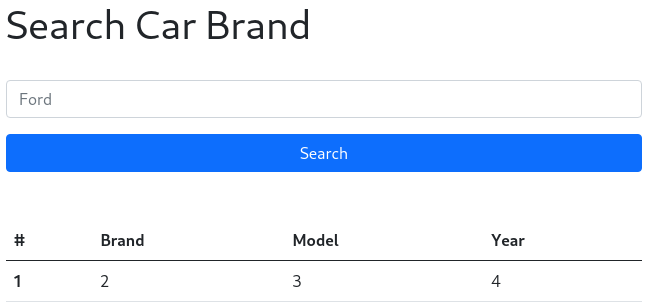 Search Car Brand
Ford
Search
# Brand Model Year
1 2 3 4